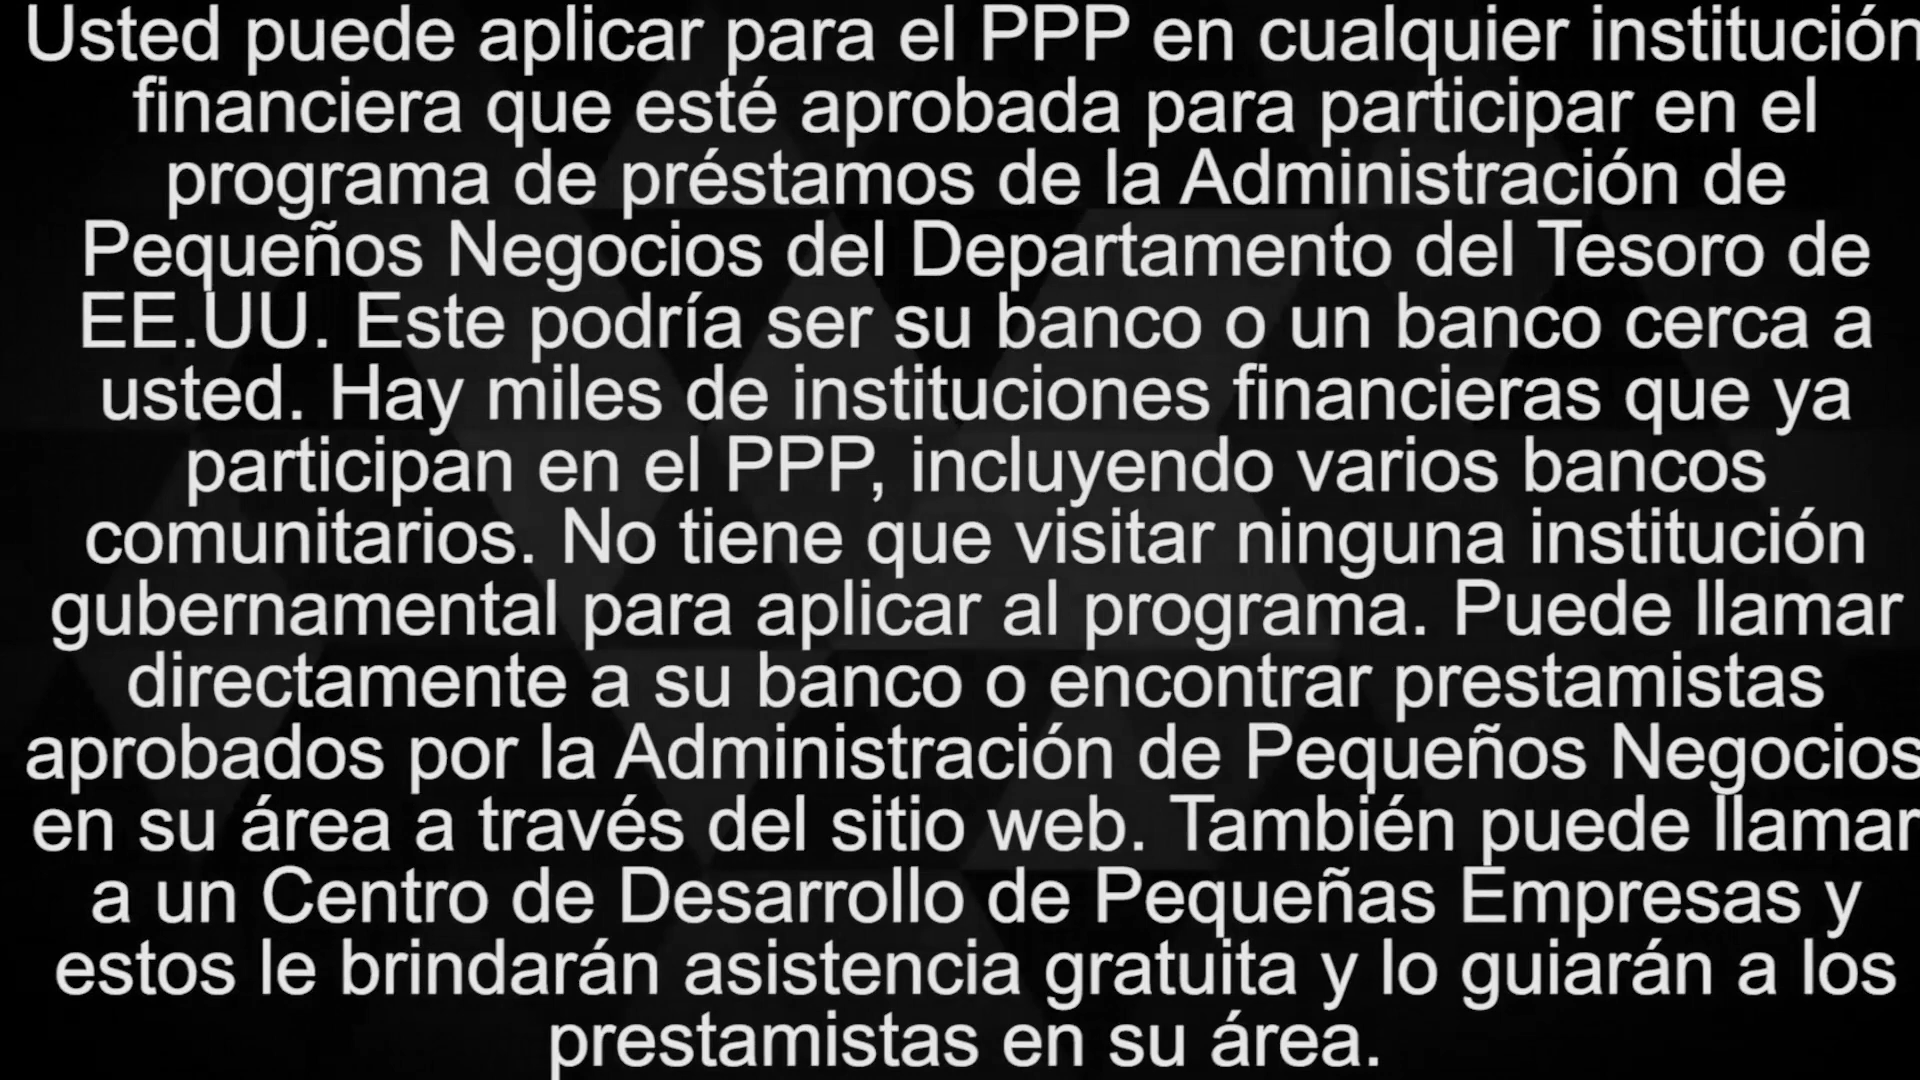 Usted puede aplicar para el PPP en cualquier institución
financiera que esté aprobada para participar en el
programa de préstamos de la Administración de
Pequeños Negocios del Departamento del Tesoro de
EE.UU. Este podría ser su banco o un banco cerca a
usted. Hay miles de instituciones financieras que ya
participan en el PPP, incluyendo varios bancos
comunitarios. No tiene que visitar ninguna institución
gubernamental para aplicar al programa. Puede llamar
directamente a su banco o encontrar prestamistas
aprobados por la Administración de Pequeños Negocios
en su área a través del sitio web. También puede llamar
a un Centro de Desarrollo de Pequeñas Empresas y
estos le brindarán asistencia gratuita y lo guiarán a los
prestamistas en su área.